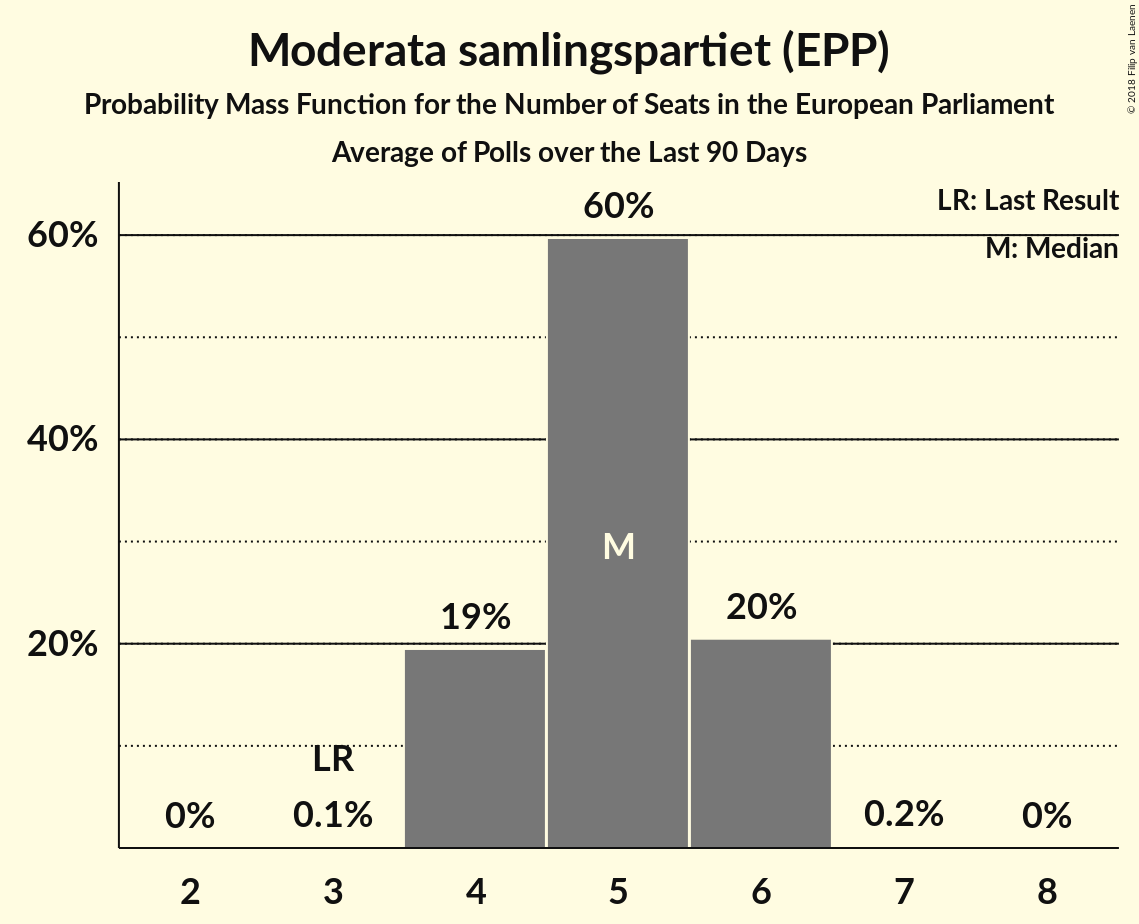 Moderata samlingspartiet (EPP)
Probability Mass Function for the Number of Seats in the European Parliament
Average of Polls over the Last 90 Days
© 2018 Filip van Laenen
LR: Last Result
M: Median
60%
40%
20%
0%
LR
0.1%
19%
60%
M
20%
0.2%
0%
2 3 4 5 6 7 8